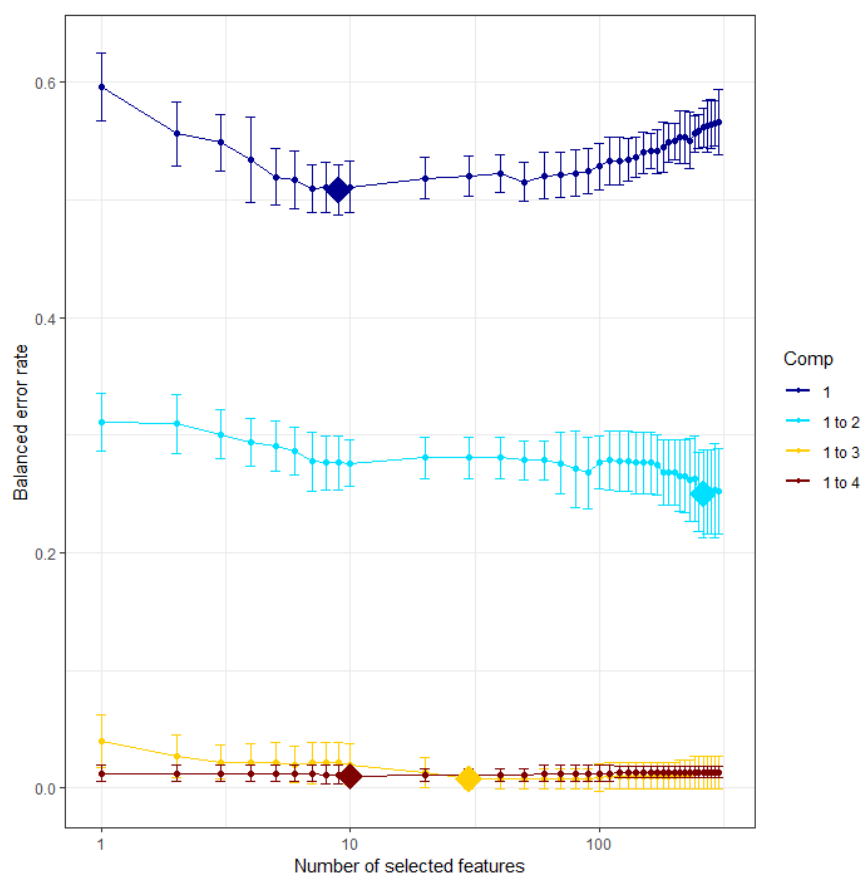 0.6
0.4
0.2
0.0
Balanced error rate
1
10
100
Number of selected features
Comp
1
1 to 2
1 to 3
1 to 4